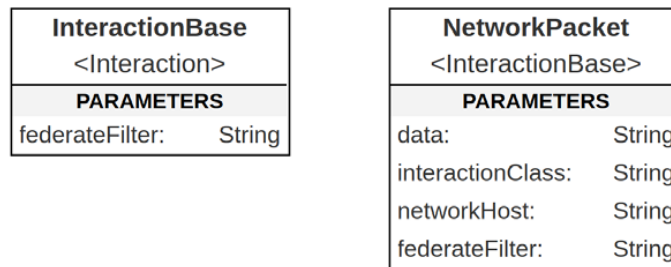 InteractionBase
<Interaction>
PARAMETERS
federateFilter: String
NetworkPacket
<InteractionBase>
PARAMETERS
data: String
interactionClass: String
networkHost: String
federateFilter: String